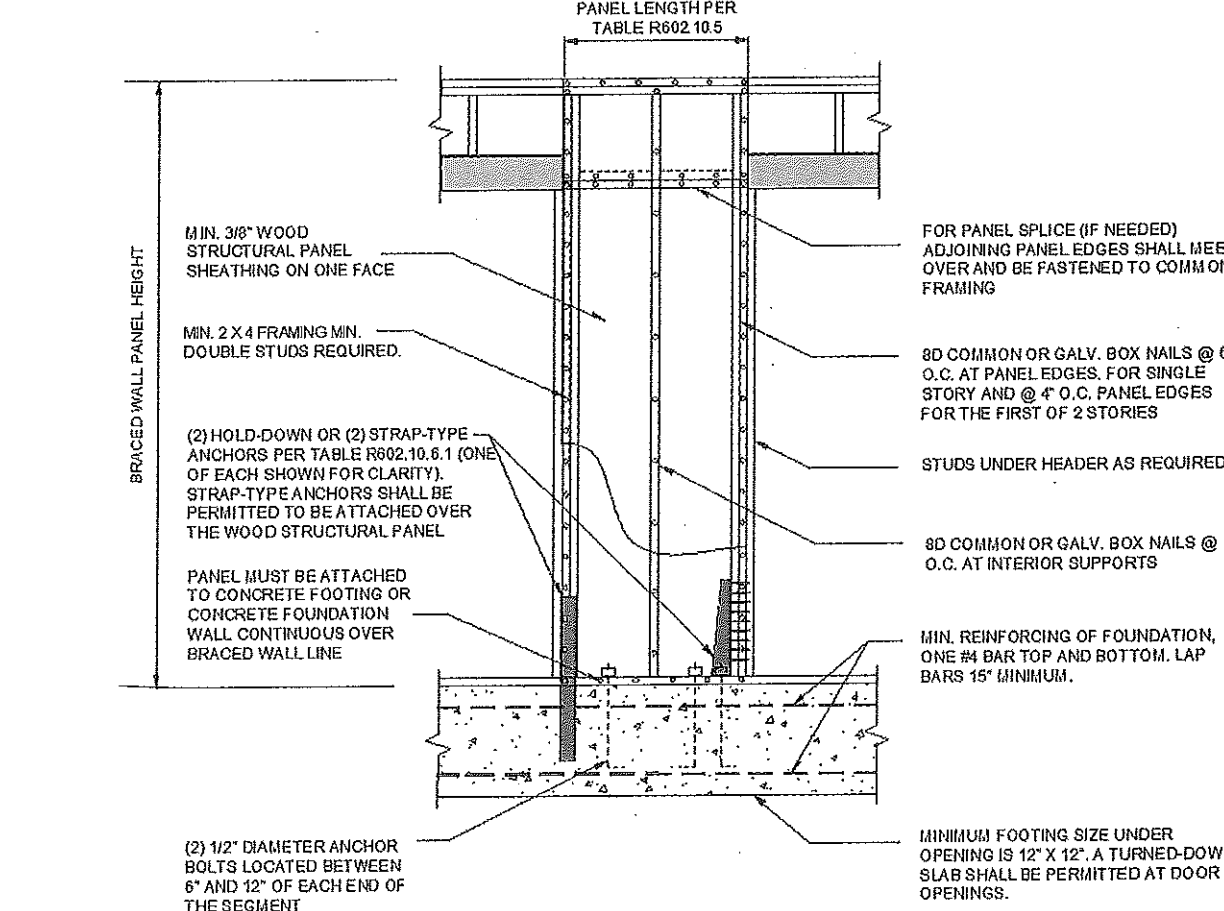 PANEL LENGTH PER
TABLE R602.10.5
BRACED WALL PANEL HEIGHT
MIN. 3/8" WOOD
STRUCTURAL PANEL
SHEATHING ON ONE FACE
MIN. 2 X 4 FRAMING MIN.
DOUBLE STUDS REQUIRED.
(2) HOLD-DOWN OR (2) STRAP-TYPE
ANCHORS PER TABLE R602.10.6.1 (ONE
OF EACH SHOWN FOR CLARITY).
STRAP-TYPE ANCHORS SHALL BE
PERMITTED TO BE ATTACHED OVER
THE WOOD STRUCTURAL PANEL
PANEL MUST BE ATTACHED
TO CONCRETE FOOTING OR
CONCRETE FOUNDATION
WALL CONTINUOUS OVER
BRACED WALL LINE
(2) 1/2" DIAMETER ANCHOR
BOLTS LOCATED BETWEEN
6" AND 12" OF EACH END OF
THE SEGMENT
FOR PANEL SPLICE (IF NEEDED)
ADJOINING PANEL EDGES SHALL MEE
OVER AND BE FASTENED TO COMMON
FRAMING
8D COMMON OR GALV. BOX NAILS @
O.C. AT PANEL EDGES. FOR SINGLE
STORY AND @ 4" O.C. PANEL EDGES
FOR THE FIRST OF 2 STORIES
STUDS UNDER HEADER AS REQUIRED
8D COMMON OR GALV. BOX NAILS @
O.C. AT INTERIOR SUPPORTS
MIN. REINFORCING OF FOUNDATION,
ONE #4 BAR TOP AND BOTTOM. LAP
BARS 15" MINIMUM.
MINIMUM FOOTING SIZE UNDER
OPENING IS 12" X 12". A TURNED-DOW
SLAB SHALL BE PERMITTED AT DOOR
OPENINGS.